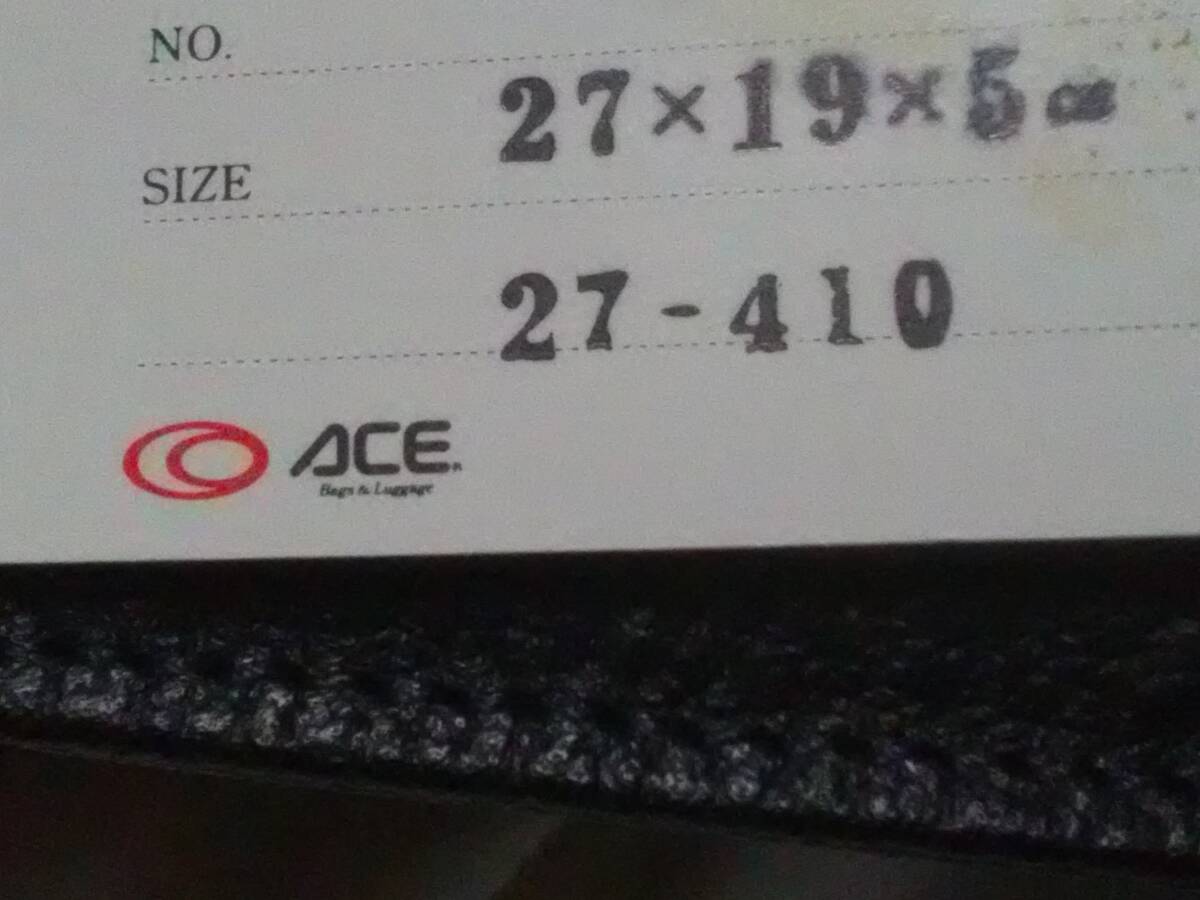 NO.
27×19×5cm
SIZE
27-410
ACE®
Bags & Luggage